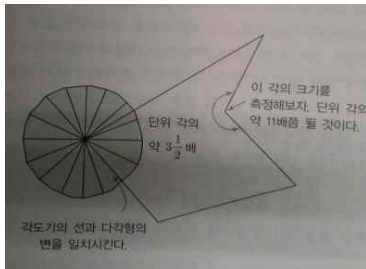 이 각의 크기를
측정해보자. 단위 각의
약 11배쯤 될 것이다.
단위 각의
약 3 1/2 배
각도기의 선과 다각형의
변을 일치시킨다.